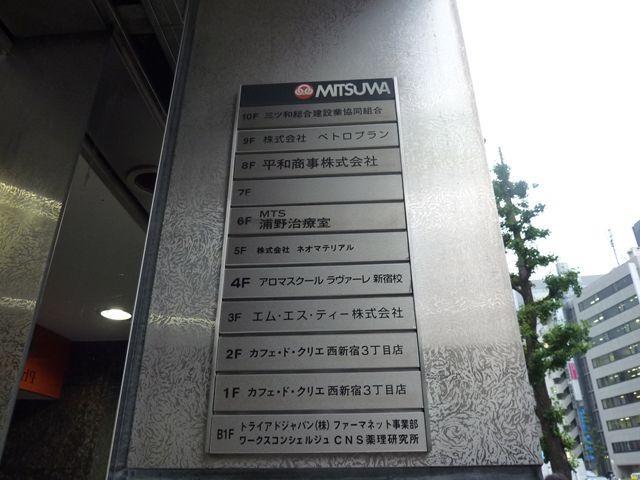 MITSUWA
10F 三ツ和総合建設業協同組合
9F 株式会社 ペトロプラン
8F 平和商事株式会社
7F
6F MTS
浦野治療室
5F 株式会社 ネオマテリアル
4F アロマスクール ラヴァーレ 新宿校
3F エム・エス・ティー株式会社
2F カフェ・ド・クリエ 西新宿3丁目店
1F カフェ・ド・クリエ 西新宿3丁目店
B1F トライアドジャパン(株) ファーマネット事業部
ワークスコンシェルジュ CNS薬理研究所